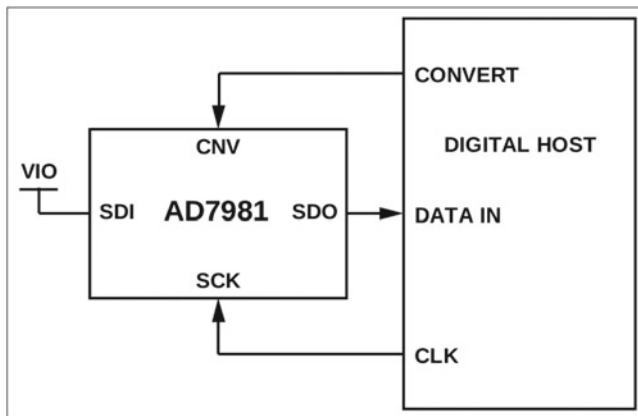 CONVERT
CNV
DIGITAL HOST
VIO
SDI AD7981 SDO
DATA IN
SCK
CLK